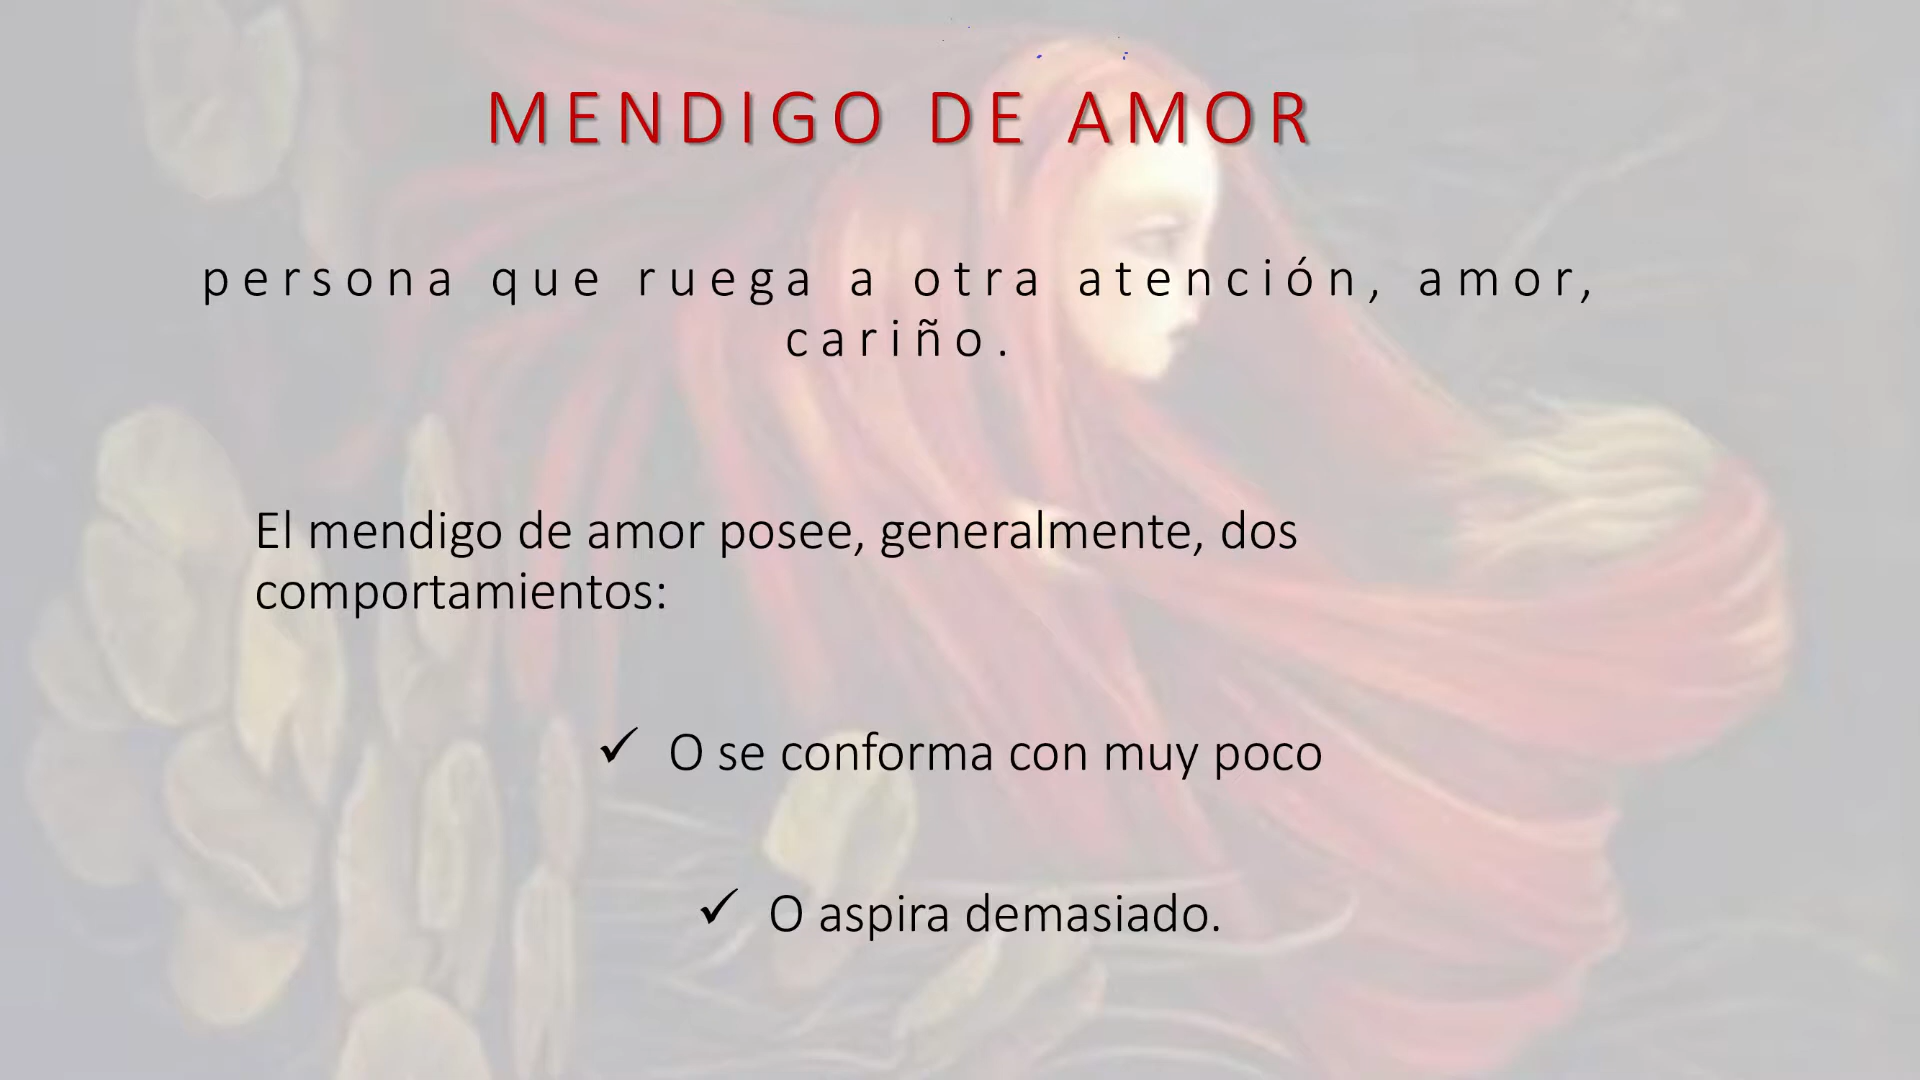 MENDIGO DE AMOR
persona que ruega a otra atención, amor,
cariño.
El mendigo de amor posee, generalmente, dos
comportamientos:
✓ O se conforma con muy poco
✓ O aspira demasiado.